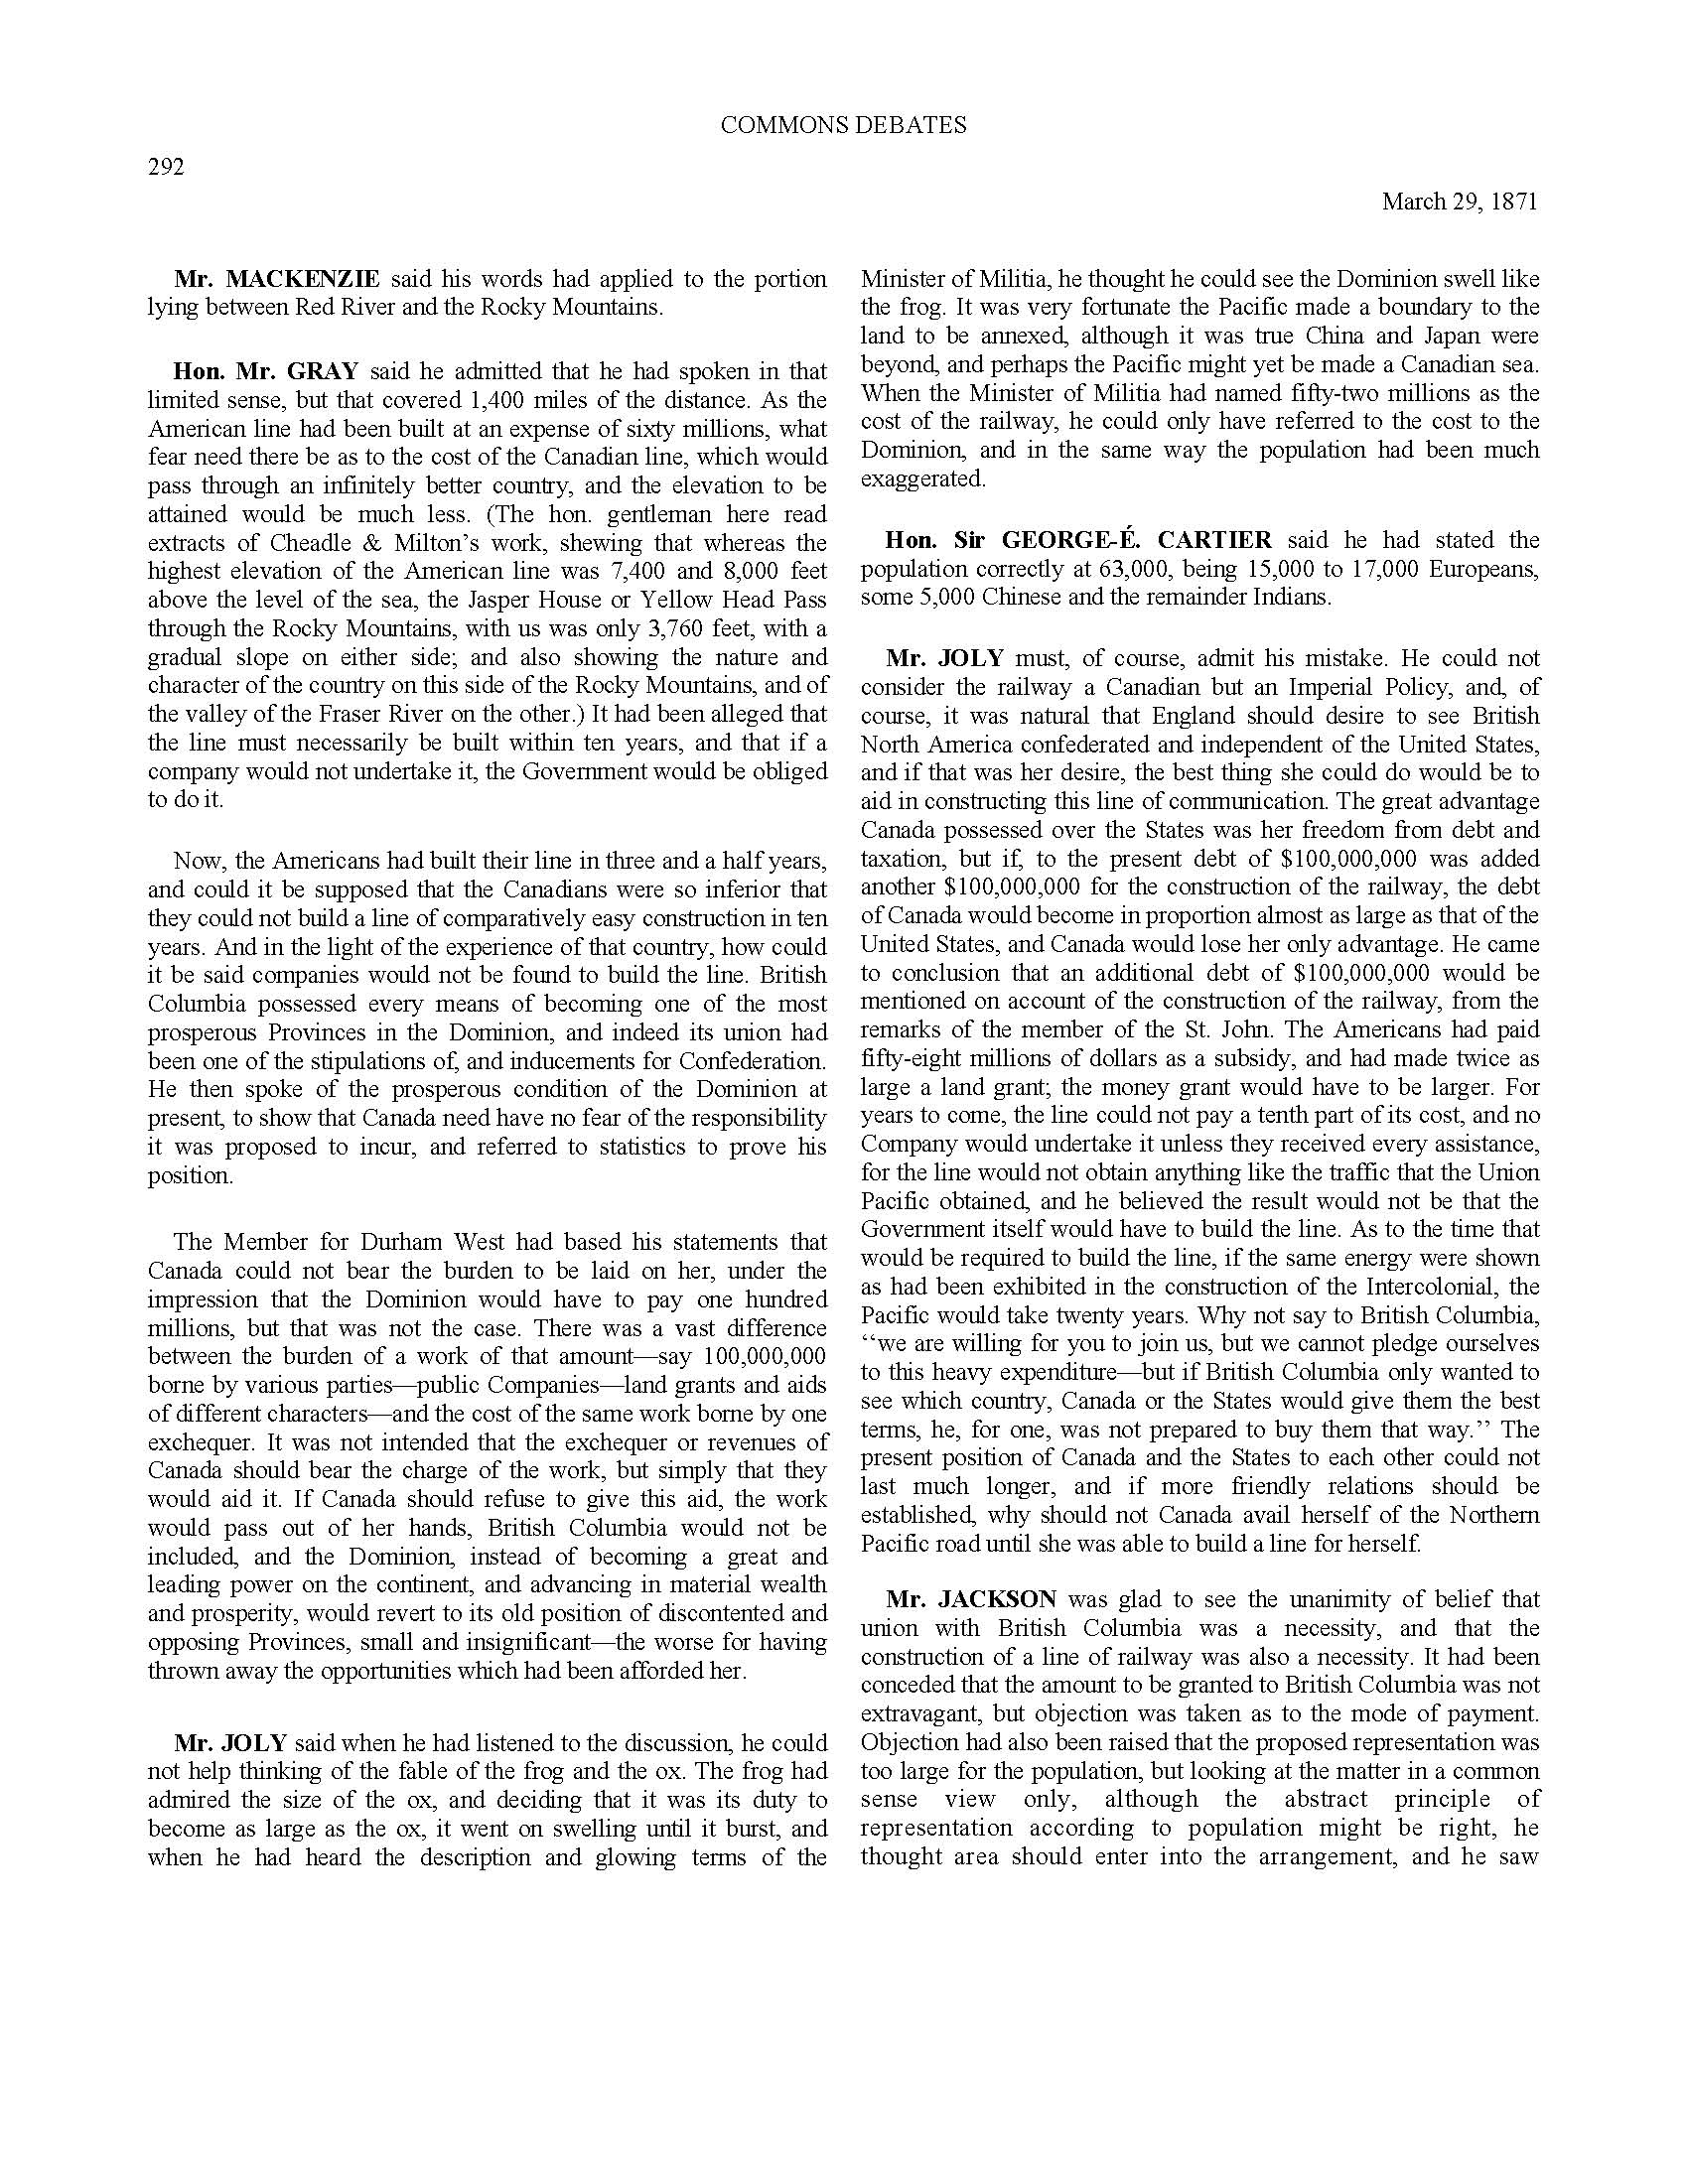 COMMONS DEBATES
292
March 29, 1871
Mr. MACKENZIE said his words had applied to the portion
lying between Red River and the Rocky Mountains.
Hon. Mr. GRAY said he admitted that he had spoken in that
limited sense, but that covered 1,400 miles of the distance. As the
American line had been built at an expense of sixty millions, what
fear need there be as to the cost of the Canadian line, which would
pass through an infinitely better country, and the elevation to be
attained would be much less. (The hon. gentleman here read
extracts of Cheadle & Milton’s work, shewing that whereas the
highest elevation of the American line was 7,400 and 8,000 feet
above the level of the sea, the Jasper House or Yellow Head Pass
through the Rocky Mountains, with us was only 3,760 feet, with a
gradual slope on either side; and also showing the nature and
character of the country on this side of the Rocky Mountains, and of
the valley of the Fraser River on the other.) It had been alleged that
the line must necessarily be built within ten years, and that if a
company would not undertake it, the Government would be obliged
to do it.
Now, the Americans had built their line in three and a half years,
and could it be supposed that the Canadians were so inferior that
they could not build a line of comparatively easy construction in ten
years. And in the light of the experience of that country, how could
it be said companies would not be found to build the line. British
Columbia possessed every means of becoming one of the most
prosperous Provinces in the Dominion, and indeed its union had
been one of the stipulations of, and inducements for Confederation.
He then spoke of the prosperous condition of the Dominion at
present, to show that Canada need have no fear of the responsibility
it was proposed to incur, and referred to statistics to prove his
position.
The Member for Durham West had based his statements that
Canada could not bear the burden to be laid on her, under the
impression that the Dominion would have to pay one hundred
millions, but that was not the case. There was a vast difference
between the burden of a work of that amount—say 100,000,000
borne by various parties—public Companies—land grants and aids
of different characters—and the cost of the same work borne by one
exchequer. It was not intended that the exchequer or revenues of
Canada should bear the charge of the work, but simply that they
would aid it. If Canada should refuse to give this aid, the work
would pass out of her hands, British Columbia would not be
included, and the Dominion, instead of becoming a great and
leading power on the continent, and advancing in material wealth
and prosperity, would revert to its old position of discontented and
opposing Provinces, small and insignificant—the worse for having
thrown away the opportunities which had been afforded her.
Mr. JOLY said when he had listened to the discussion, he could
not help thinking of the fable of the frog and the ox. The frog had
admired the size of the ox, and deciding that it was its duty to
become as large as the ox, it went on swelling until it burst, and
when he had heard the description and glowing terms of the
Minister of Militia, he thought he could see the Dominion swell like
the frog. It was very fortunate the Pacific made a boundary to the
land to be annexed, although it was true China and Japan were
beyond, and perhaps the Pacific might yet be made a Canadian sea.
When the Minister of Militia had named fifty-two millions as the
cost of the railway, he could only have referred to the cost to the
Dominion, and in the same way the population had been much
exaggerated.
Hon. Sir GEORGE-É. CARTIER said he had stated the
population correctly at 63,000, being 15,000 to 17,000 Europeans,
some 5,000 Chinese and the remainder Indians.
Mr. JOLY must, of course, admit his mistake. He could not
consider the railway a Canadian but an Imperial Policy, and, of
course, it was natural that England should desire to see British
North America confederated and independent of the United States,
and if that was her desire, the best thing she could do would be to
aid in constructing this line of communication. The great advantage
Canada possessed over the States was her freedom from debt and
taxation, but if, to the present debt of $100,000,000 was added
another $100,000,000 for the construction of the railway, the debt
of Canada would become in proportion almost as large as that of the
United States, and Canada would lose her only advantage. He came
to conclusion that an additional debt of $100,000,000 would be
mentioned on account of the construction of the railway, from the
remarks of the member of the St. John. The Americans had paid
fifty-eight millions of dollars as a subsidy, and had made twice as
large a land grant; the money grant would have to be larger. For
years to come, the line could not pay a tenth part of its cost, and no
Company would undertake it unless they received every assistance,
for the line would not obtain anything like the traffic that the Union
Pacific obtained, and he believed the result would not be that the
Government itself would have to build the line. As to the time that
would be required to build the line, if the same energy were shown
as had been exhibited in the construction of the Intercolonial, the
Pacific would take twenty years. Why not say to British Columbia,
‘‘we are willing for you to join us, but we cannot pledge ourselves
to this heavy expenditure—but if British Columbia only wanted to
see which country, Canada or the States would give them the best
terms, he, for one, was not prepared to buy them that way.’’ The
present position of Canada and the States to each other could not
last much longer, and if more friendly relations should be
established, why should not Canada avail herself of the Northern
Pacific road until she was able to build a line for herself.
Mr. JACKSON was glad to see the unanimity of belief that
union with British Columbia was a necessity, and that the
construction of a line of railway was also a necessity. It had been
conceded that the amount to be granted to British Columbia was not
extravagant, but objection was taken as to the mode of payment.
Objection had also been raised that the proposed representation was
too large for the population, but looking at the matter in a common
sense view only, although the abstract principle of
representation according to population might be right, he
thought area should enter into the arrangement, and he saw